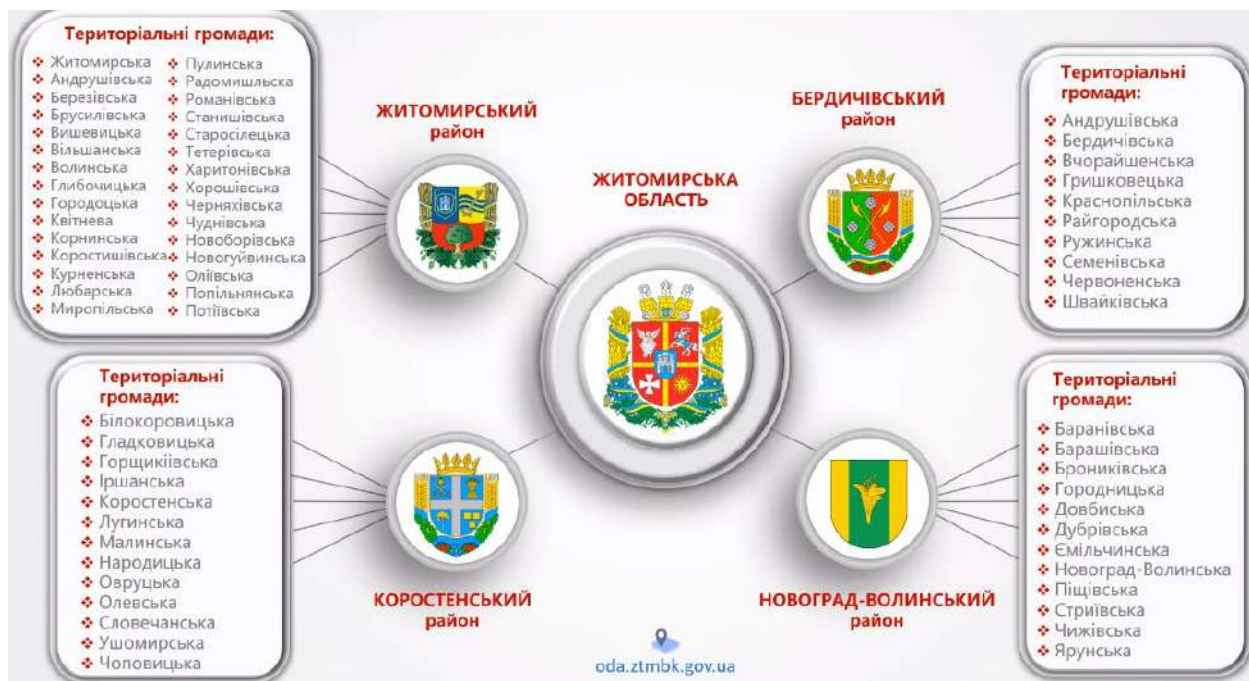 Територіальні громади:
Житомирська
Андрушівська
Березівська
Брусилівська
Вишевицька
Вільшанська
Волинська
Глибочицька
Городоцька
Квітнева
Корнинська
Коростишівська
Курненська
Любарська
Миропільська
Пулинська
Радомишльска
Романівська
Станишівська
Старосілецька
Тетерівська
Харитонівська
Хорошівська
Черняхівська
Чуднівська
Новоборівська
Новогуйвинська
Оліївська
Попільнянська
Потіївська
ЖИТОМИРСЬКИЙ
район
БЕРДИЧІВСЬКИЙ
район
ЖИТОМИРСЬКА
ОБЛАСТЬ
Територіальні
громади:
Андрушівська
Бердичівська
Вчорайшенська
Гришковецька
Краснопільська
Райгородська
Ружинська
Семенівська
Червоненська
Швайківська
Територіальні
громади:
Білокоровицька
Гладковицька
Горщикіівська
Іршанська
Коростенська
Лугинська
Малинська
Народицька
Овруцька
Олевська
Словечанська
Ушомирська
Чоповицька
КОРОСТЕНСЬКИЙ
район
НОВОГРАД-ВОЛИНСЬКИЙ
район
Територіальні
громади:
Баранівська
Барашівська
Брониківська
Городницька
Довбиська
Дубрівська
Ємільчинська
Новоград-Волинська
Піщівська
Стриївська
Чижівська
Ярунська
oda.ztmbk.gov.ua